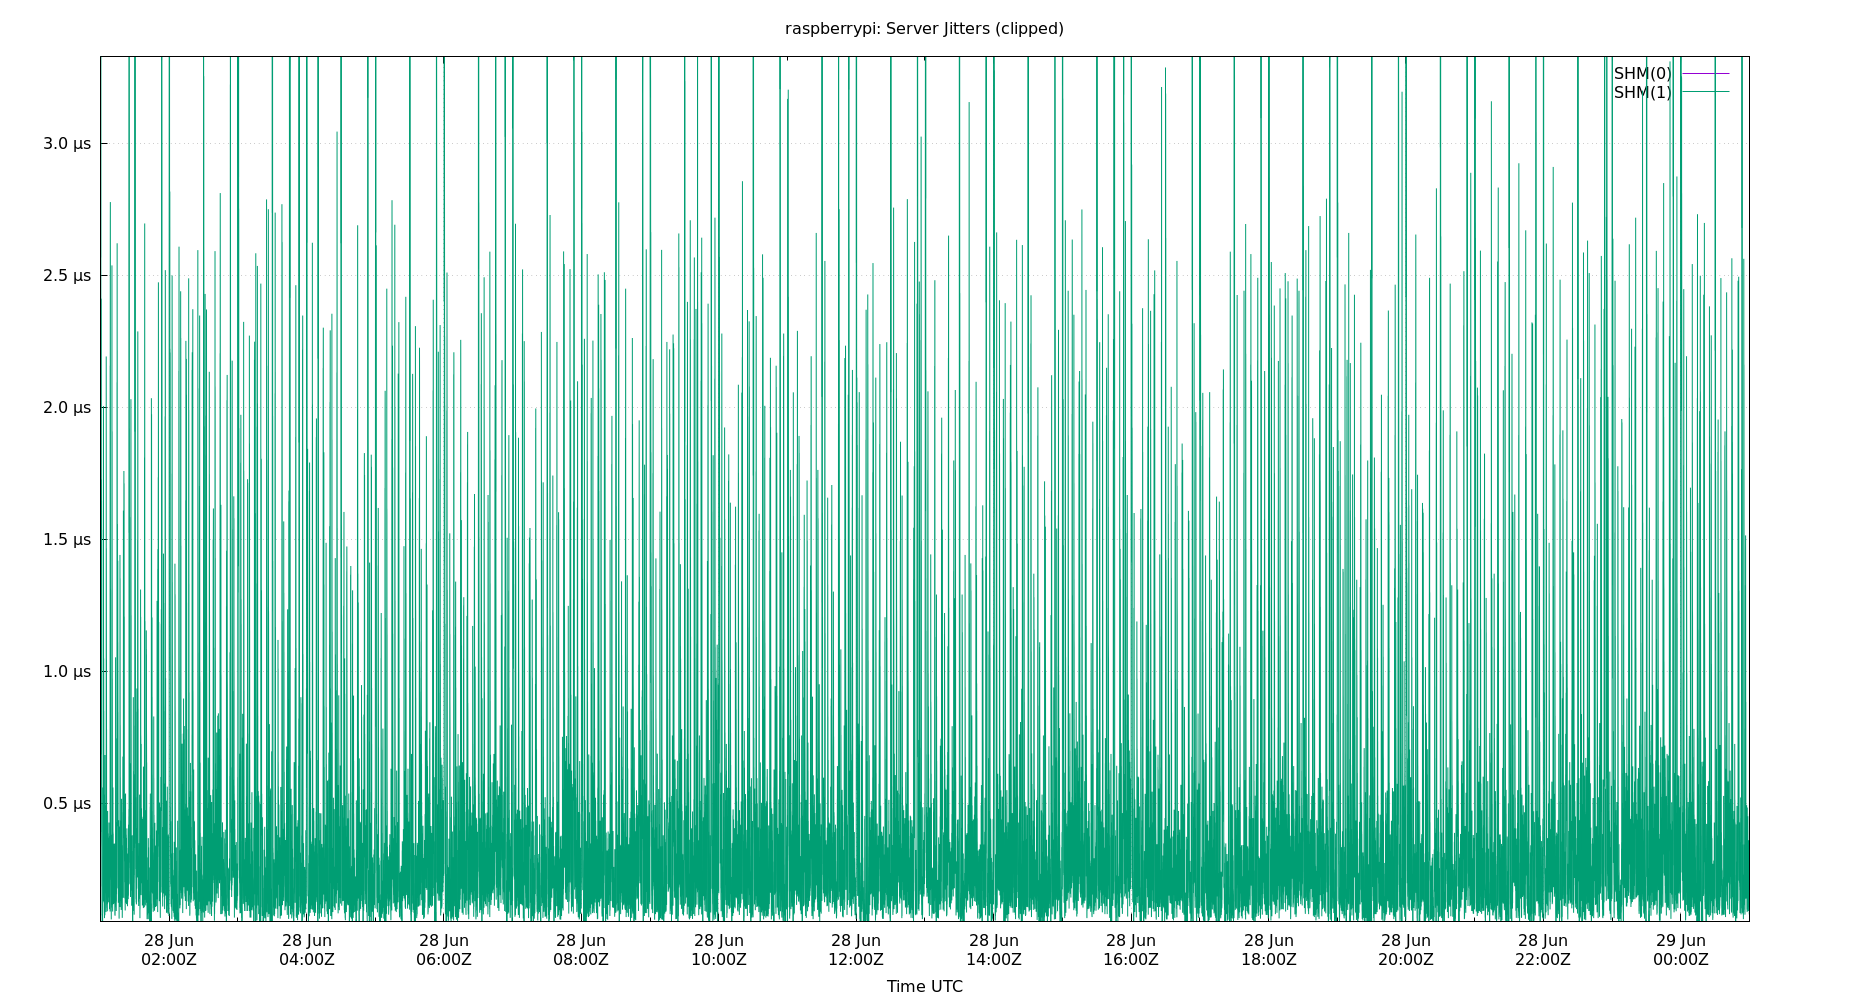 raspberrypi: Server Jitters (clipped)
SHM(0)
SHM(1)
3.0 µs
2.5 µs
2.0 µs
1.5 µs
1.0 µs
0.5 µs
28 Jun 28 Jun 28 Jun 28 Jun 28 Jun 28 Jun 28 Jun 28 Jun 28 Jun 28 Jun 28 Jun 29 Jun
02:00Z 04:00Z 06:00Z 08:00Z 10:00Z 12:00Z 14:00Z 16:00Z 18:00Z 20:00Z 22:00Z 00:00Z
Time UTC